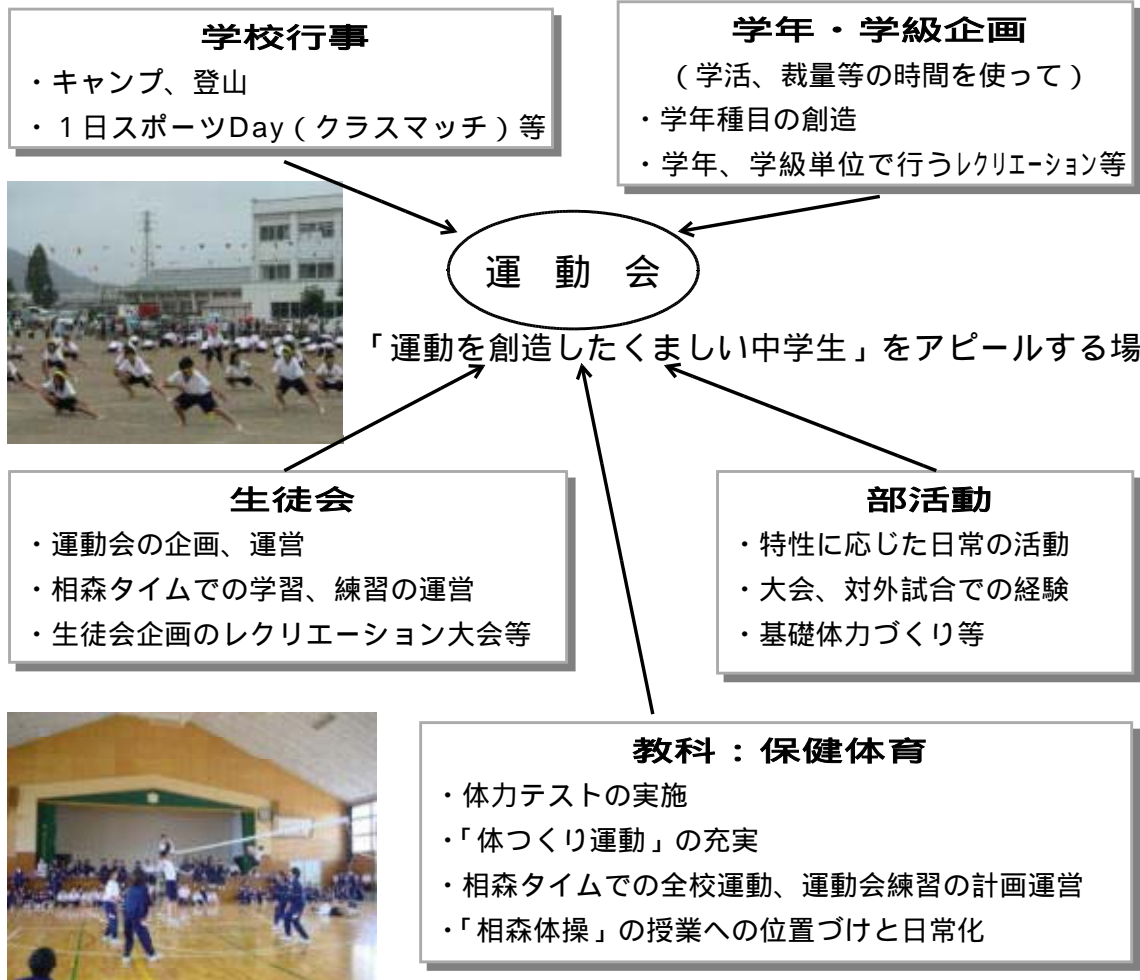 学校行事
・キャンプ、登山
・１日スポーツDay（クラスマッチ）等
学年・学級企画
（学活、裁量等の時間を使って）
・学年種目の創造
・学年、学級単位で行うﾚｸﾘｴｰｼｮﾝ等
運　動　会
「運動を創造したくましい中学生」をアピールする場
生徒会
・運動会の企画、運営
・相森タイムでの学習、練習の運営
・生徒会企画のレクリエーション大会等
部活動
・特性に応じた日常の活動
・大会、対外試合での経験
・基礎体力づくり等
教科：保健体育
・体力テストの実施
・「体つくり運動」の充実
・相森タイムでの全校運動、運動会練習の計画運営
・「相森体操」の授業への位置づけと日常化